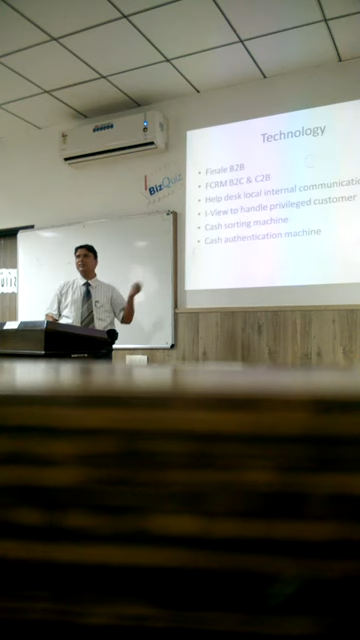 Technology
• Finale B2B
• FCRM B2C & C2B
• Help desk local internal communicatio
• I-View to handle privileged customer
• Cash sorting machine
• Cash authentication machine
BizQuiz